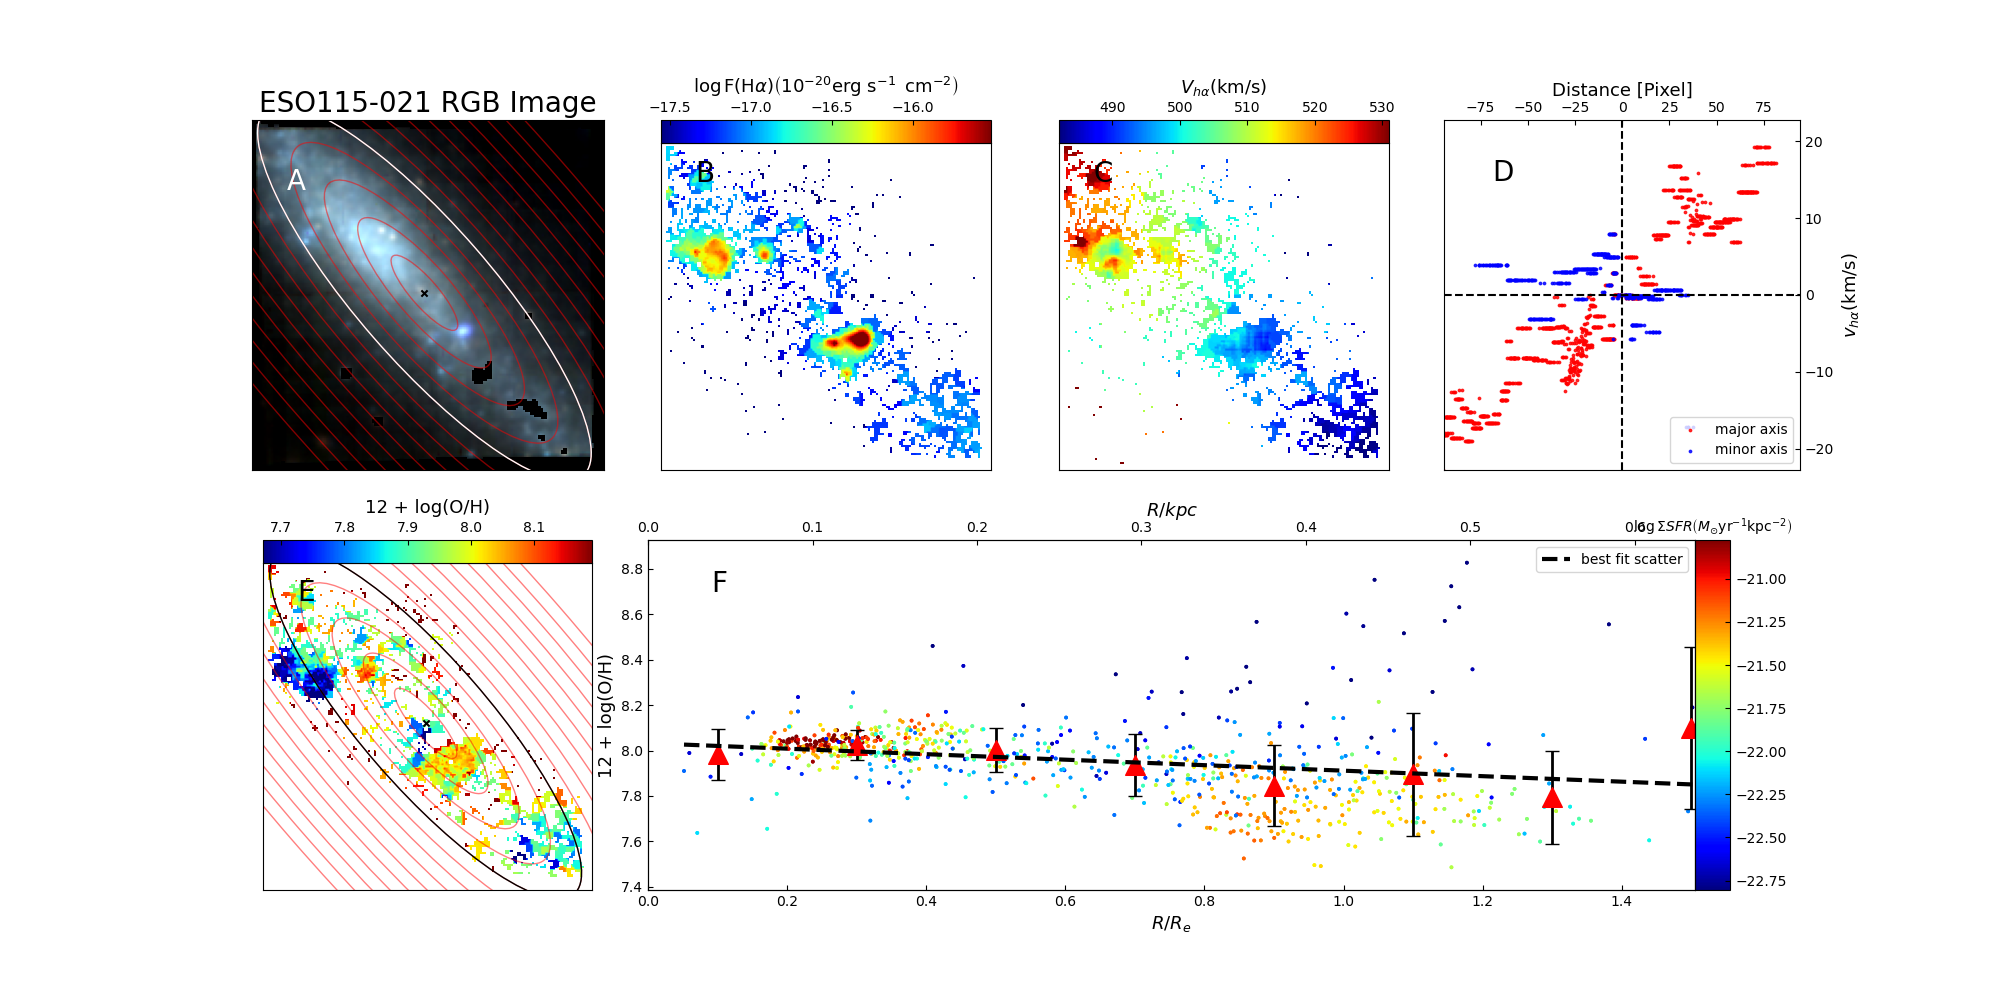 ESO115-021 RGB Image
A
log F(Hα)(10⁻²⁰erg s⁻¹ cm⁻²)
−17.5 −17.0 −16.5 −16.0
B
V_{hα}(km/s)
490 500 510 520 530
C
Distance [Pixel]
−75 −50 −25 0 25 50 75
D
20
10
0
−10
−20
v_{hα}(km/s)
major axis
minor axis
12 + log(O/H)
7.7 7.8 7.9 8.0 8.1
E
R/kpc
0.0 0.1 0.2 0.3 0.4 0.5 0.6
F
best fit scatter
12 + log(O/H)
8.8
8.6
8.4
8.2
8.0
7.8
7.6
7.4
0.0 0.2 0.4 0.6 0.8 1.0 1.2 1.4
R/R_e
log ΣSFR(M_⊙yr⁻¹kpc⁻²)
−21.00
−21.25
−21.50
−21.75
−22.00
−22.25
−22.50
−22.75